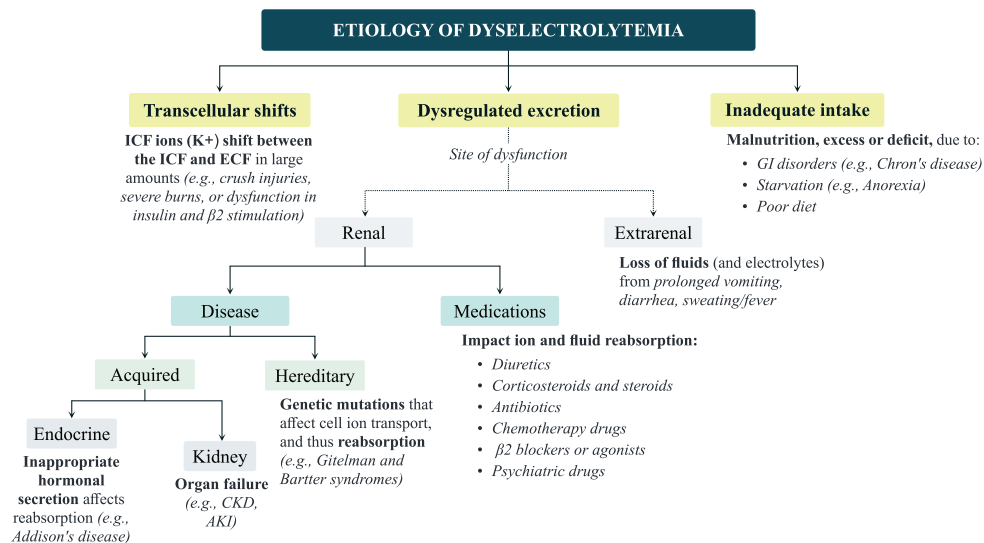 ETIOLOGY OF DYSELECTROLYTEMIA
Transcellular shifts
ICF ions (K+) shift between
the ICF and ECF in large
amounts (e.g., crush injuries,
severe burns, or dysfunction in
insulin and β2 stimulation)
Dysregulated excretion
Site of dysfunction
Inadequate intake
Malnutrition, excess or deficit, due to:
• GI disorders (e.g., Chron's disease)
• Starvation (e.g., Anorexia)
• Poor diet
Renal
Extrarenal
Loss of fluids (and electrolytes)
from prolonged vomiting,
diarrhea, sweating/fever
Disease
Medications
Impact ion and fluid reabsorption:
• Diuretics
• Corticosteroids and steroids
• Antibiotics
• Chemotherapy drugs
• β2 blockers or agonists
• Psychiatric drugs
Acquired
Hereditary
Genetic mutations that
affect cell ion transport,
and thus reabsorption
(e.g., Gitelman and
Bartter syndromes)
Endocrine
Inappropriate
hormonal
secretion affects
reabsorption (e.g.,
Addison's disease)
Kidney
Organ failure
(e.g., CKD,
AKI)